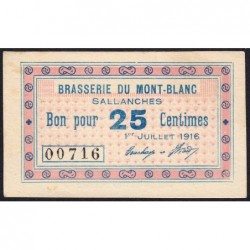 BRASSERIE DU MONT-BLANC
SALLANCHES
Bon pour 25 Centimes
1er JUILLET 1916
00716